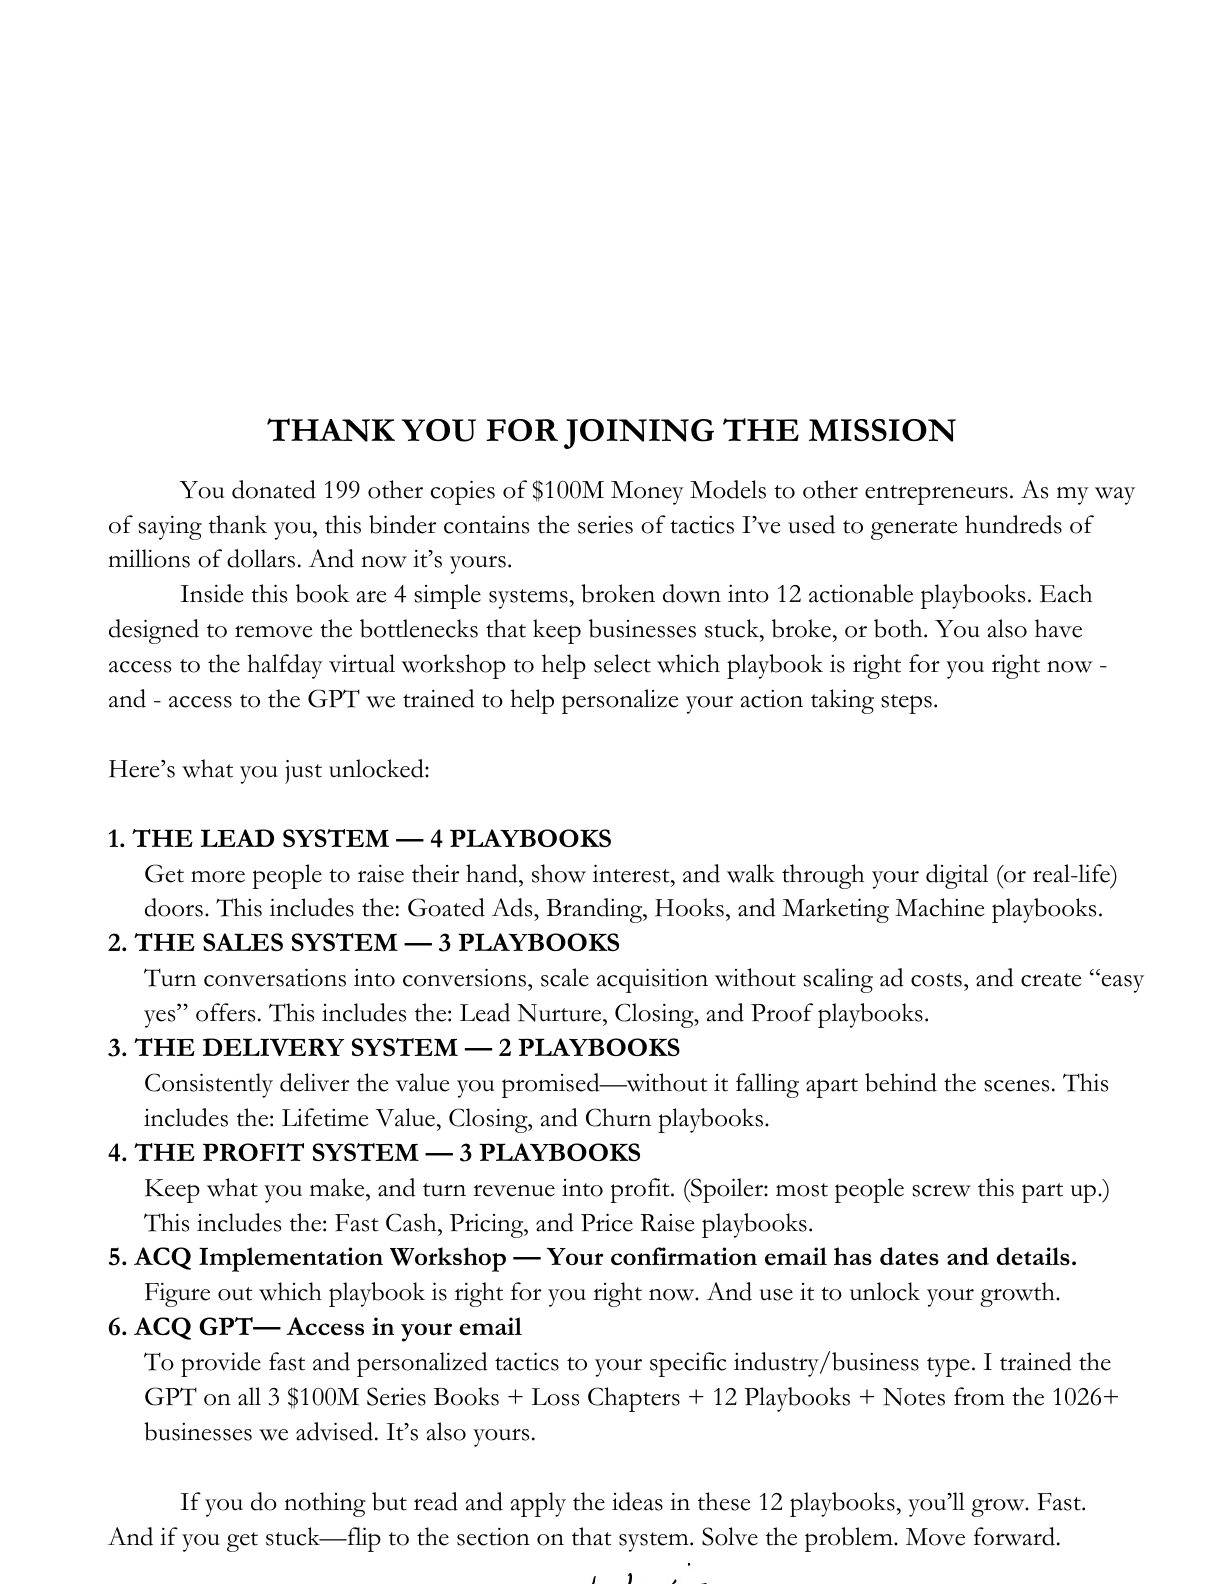 THANK YOU FOR JOINING THE MISSION
You donated 199 other copies of $100M Money Models to other entrepreneurs. As my way
of saying thank you, this binder contains the series of tactics I’ve used to generate hundreds of
millions of dollars. And now it’s yours.
Inside this book are 4 simple systems, broken down into 12 actionable playbooks. Each
designed to remove the bottlenecks that keep businesses stuck, broke, or both. You also have
access to the halfday virtual workshop to help select which playbook is right for you right now -
and - access to the GPT we trained to help personalize your action taking steps.
Here’s what you just unlocked:
1. THE LEAD SYSTEM — 4 PLAYBOOKS
Get more people to raise their hand, show interest, and walk through your digital (or real-life)
doors. This includes the: Goated Ads, Branding, Hooks, and Marketing Machine playbooks.
2. THE SALES SYSTEM — 3 PLAYBOOKS
Turn conversations into conversions, scale acquisition without scaling ad costs, and create “easy
yes” offers. This includes the: Lead Nurture, Closing, and Proof playbooks.
3. THE DELIVERY SYSTEM — 2 PLAYBOOKS
Consistently deliver the value you promised—without it falling apart behind the scenes. This
includes the: Lifetime Value, Closing, and Churn playbooks.
4. THE PROFIT SYSTEM — 3 PLAYBOOKS
Keep what you make, and turn revenue into profit. (Spoiler: most people screw this part up.)
This includes the: Fast Cash, Pricing, and Price Raise playbooks.
5. ACQ Implementation Workshop — Your confirmation email has dates and details.
Figure out which playbook is right for you right now. And use it to unlock your growth.
6. ACQ GPT— Access in your email
To provide fast and personalized tactics to your specific industry/business type. I trained the
GPT on all 3 $100M Series Books + Loss Chapters + 12 Playbooks + Notes from the 1026+
businesses we advised. It’s also yours.
If you do nothing but read and apply the ideas in these 12 playbooks, you’ll grow. Fast.
And if you get stuck—flip to the section on that system. Solve the problem. Move forward.